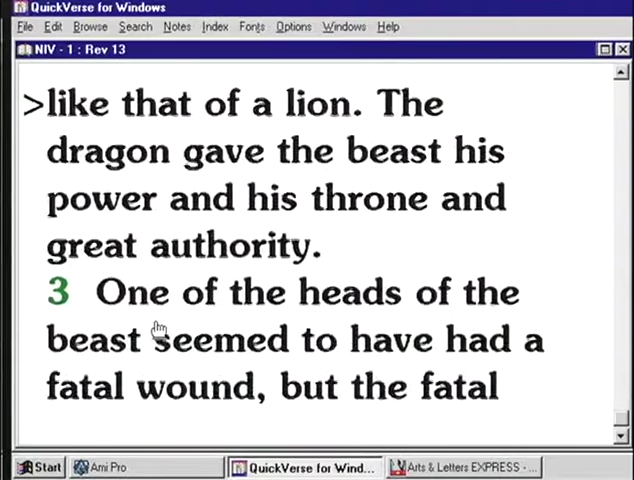 QuickVerse for Windows
File Edit Browse Search Notes Index Fonts Options Windows Help
NIV - 1 : Rev 13
>like that of a lion. The
dragon gave the beast his
power and his throne and
great authority.
3 One of the heads of the
beast seemed to have had a
fatal wound, but the fatal
Start Ami Pro QuickVerse for Wind... Arts & Letters EXPRESS - ...